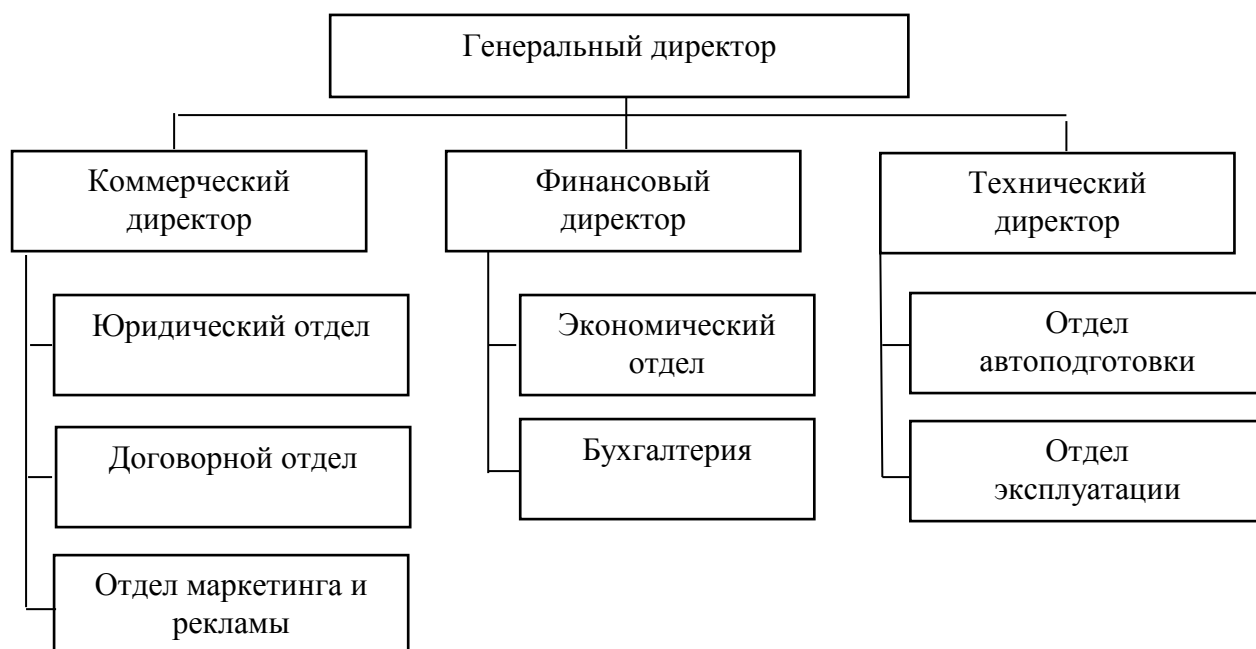 Генеральный директор
Коммерческий
директор
Финансовый
директор
Технический
директор
Юридический отдел
Экономический
отдел
Отдел
автоподготовки
Договорной отдел
Бухгалтерия
Отдел
эксплуатации
Отдел маркетинга и
рекламы